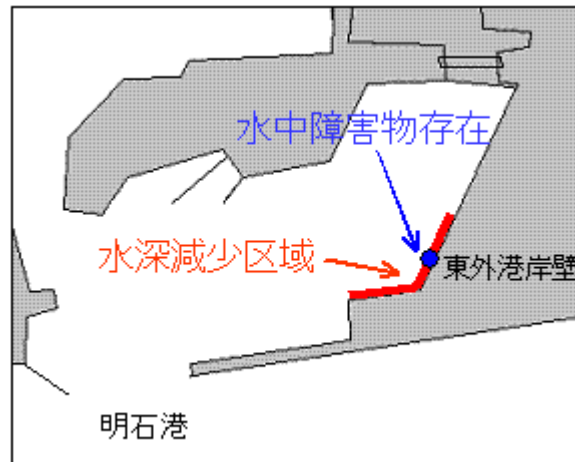 水中障害物存在
水深減少区域
東外港岸壁
明石港